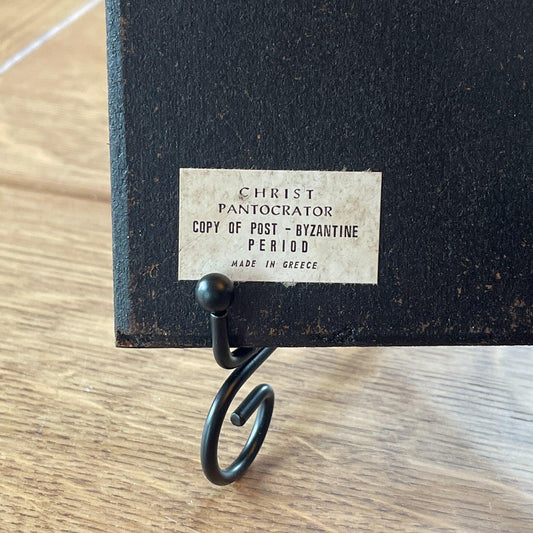 CHRIST
PANTOCRATOR
COPY OF POST - BYZANTINE
PERIOD
MADE IN GREECE